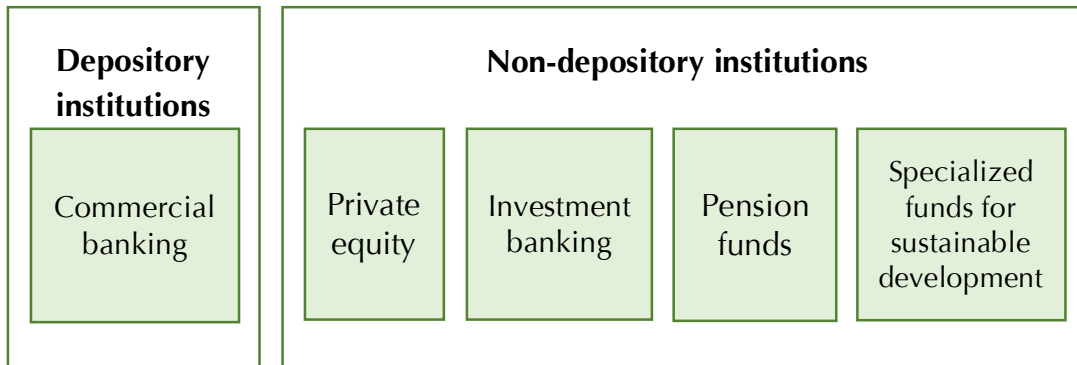 Depository
institutions
Commercial
banking
Non-depository institutions
Private
equity
Investment
banking
Pension
funds
Specialized
funds for
sustainable
development